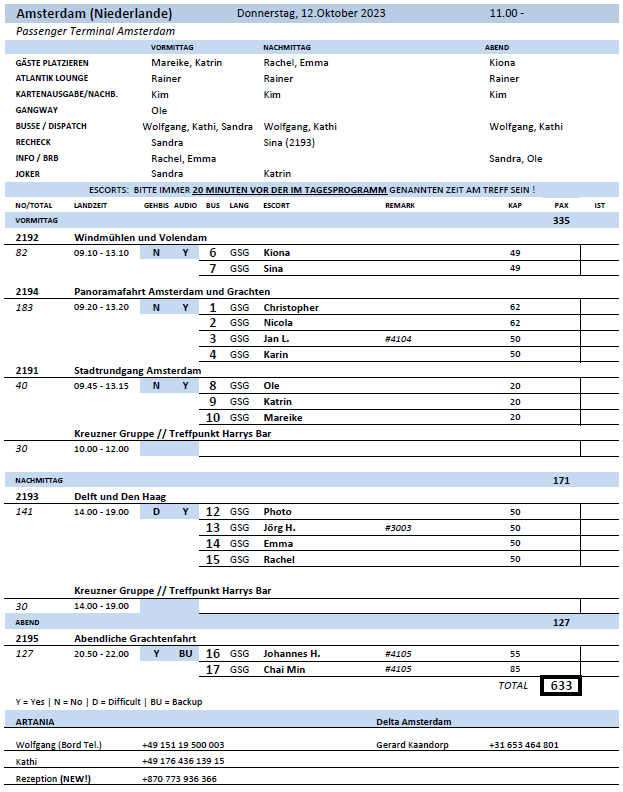 Amsterdam (Niederlande) Donnerstag, 12.Oktober 2023 11.00 -
Passenger Terminal Amsterdam
VORMITTAG NACHMITTAG ABEND
GÄSTE PLATZIEREN Mareike, Katrin Rachel, Emma Kiona
ATLANTIK LOUNGE Rainer Rainer Rainer
KARTENAUSGABE/NACHB. Kim Kim Kim
GANGWAY Ole
BUSSE / DISPATCH Wolfgang, Kathi, Sandra Wolfgang, Kathi Wolfgang, Kathi
RECHECK Sandra Sina (2193)
INFO / BRB Rachel, Emma Sandra, Ole
JOKER Sandra Katrin
ESCORTS: BITTE IMMER 20 MINUTEN VOR DER IM TAGESPROGRAMM GENANNTEN ZEIT AM TREFF SEIN !
NO/TOTAL LANDZEIT GEHBIS AUDIO BUS LANG ESCORT REMARK KAP PAX IST
VORMITTAG 335
2192 Windmühlen und Volendam
82 09.10 - 13.10 N Y 6 GSG Kiona 49
7 GSG Sina 49
2194 Panoramafahrt Amsterdam und Grachten
183 09.20 - 13.20 N Y 1 GSG Christopher 62
2 GSG Nicola 62
3 GSG Jan L. #4104 50
4 GSG Karin 50
2191 Stadtrundgang Amsterdam
40 09.45 - 13.15 N Y 8 GSG Ole 20
9 GSG Katrin 20
10 GSG Mareike 20
Kreuzner Gruppe // Treffpunkt Harrys Bar
30 10.00 - 12.00
NACHMITTAG 171
2193 Delft und Den Haag
141 14.00 - 19.00 D Y 12 GSG Photo 50
13 GSG Jörg H. #3003 50
14 GSG Emma 50
15 GSG Rachel 50
Kreuzner Gruppe // Treffpunkt Harrys Bar
30 14.00 - 19.00
ABEND 127
2195 Abendliche Grachtenfahrt
127 20.50 - 22.00 Y BU 16 GSG Johannes H. #4105 55
17 GSG Chai Min #4105 85
TOTAL 633
Y = Yes | N = No | D = Difficult | BU = Backup
ARTANIA Delta Amsterdam
Wolfgang (Bord Tel.) +49 151 19 500 003 Gerard Kaandorp +31 653 464 801
Kathi +49 176 436 139 15
Rezeption (NEW!) +870 773 936 366